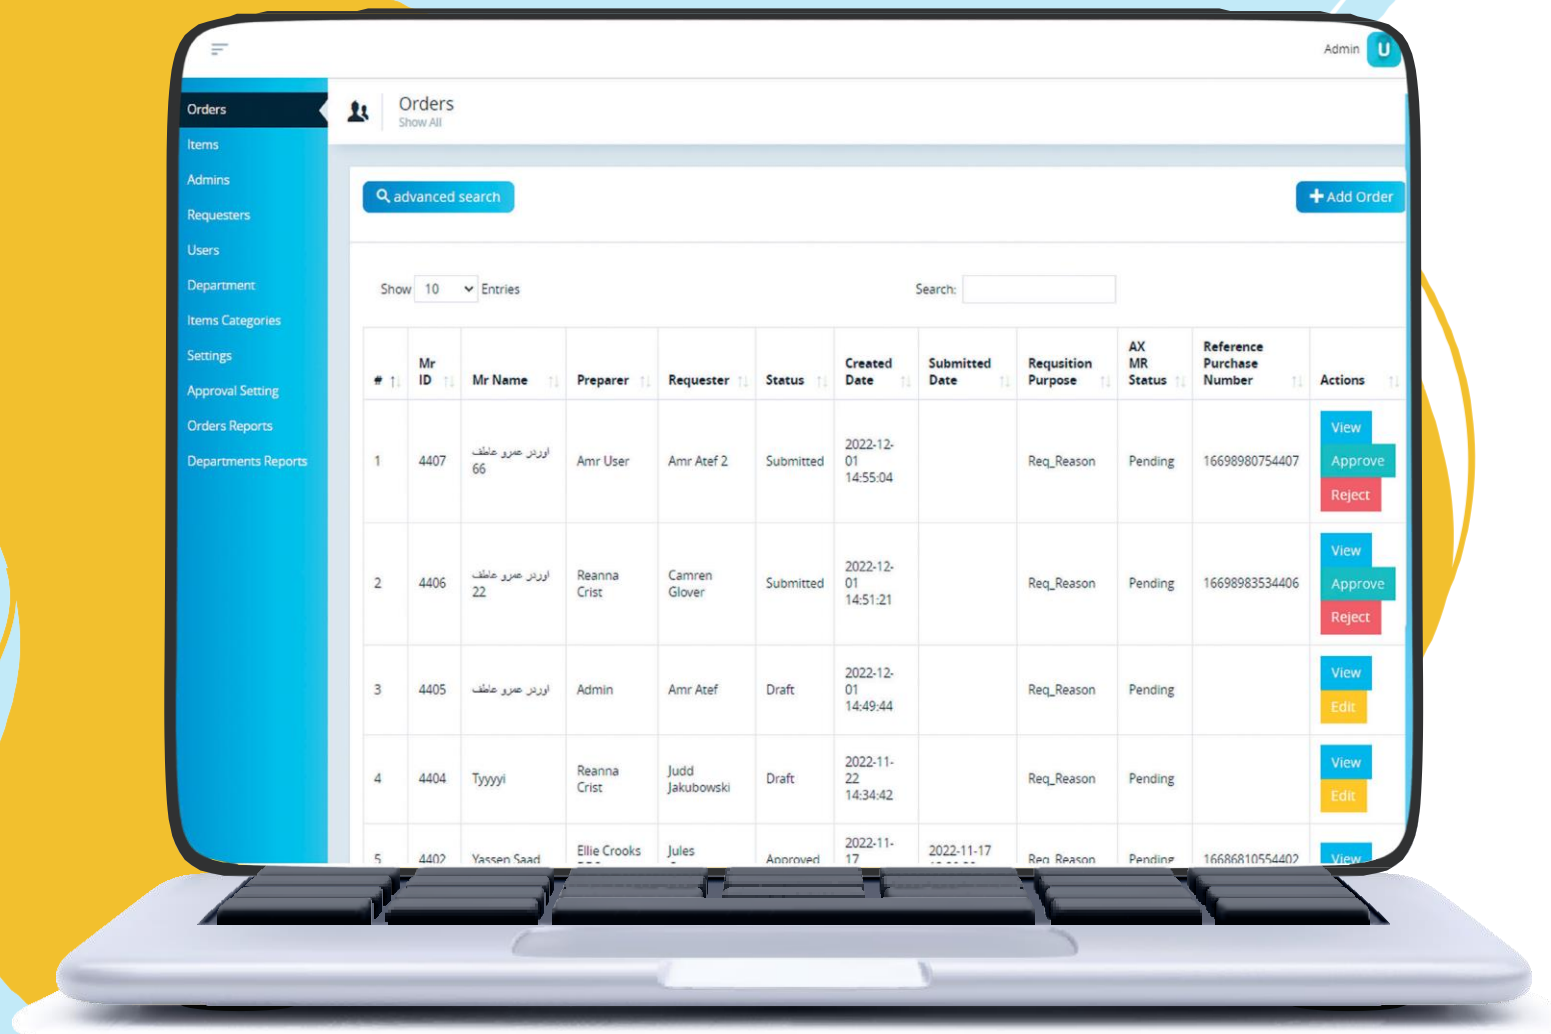 Admin U
Orders
Items
Admins
Requesters
Users
Department
Items Categories
Settings
Approval Setting
Orders Reports
Departments Reports
Orders
Show All
advanced search
Add Order
Show 10 Entries
Search:
# Mr ID Mr Name Preparer Requester Status Created Date Submitted Date Requsition Purpose AX MR Status Reference Purchase Number Actions
1 4407 اوردر عمرو عاطف 66 Amr User Amr Atef 2 Submitted 2022-12-01 14:55:04 Req_Reason Pending 16698980754407 View Approve Reject
2 4406 اوردر عمرو عاطف 22 Reanna Crist Camren Glover Submitted 2022-12-01 14:51:21 Req_Reason Pending 16698983534406 View Approve Reject
3 4405 اوردر عمرو عاطف Admin Amr Atef Draft 2022-12-01 14:49:44 Req_Reason Pending View Edit
4 4404 Tyyyyi Reanna Crist Judd Jakubowski Draft 2022-11-22 14:34:42 Req_Reason Pending View Edit
5 4402 Yassen Saad Ellie Crooks Jules Approved 2022-11-17 2022-11-17 Req_Reason Pending 16686810554402 View